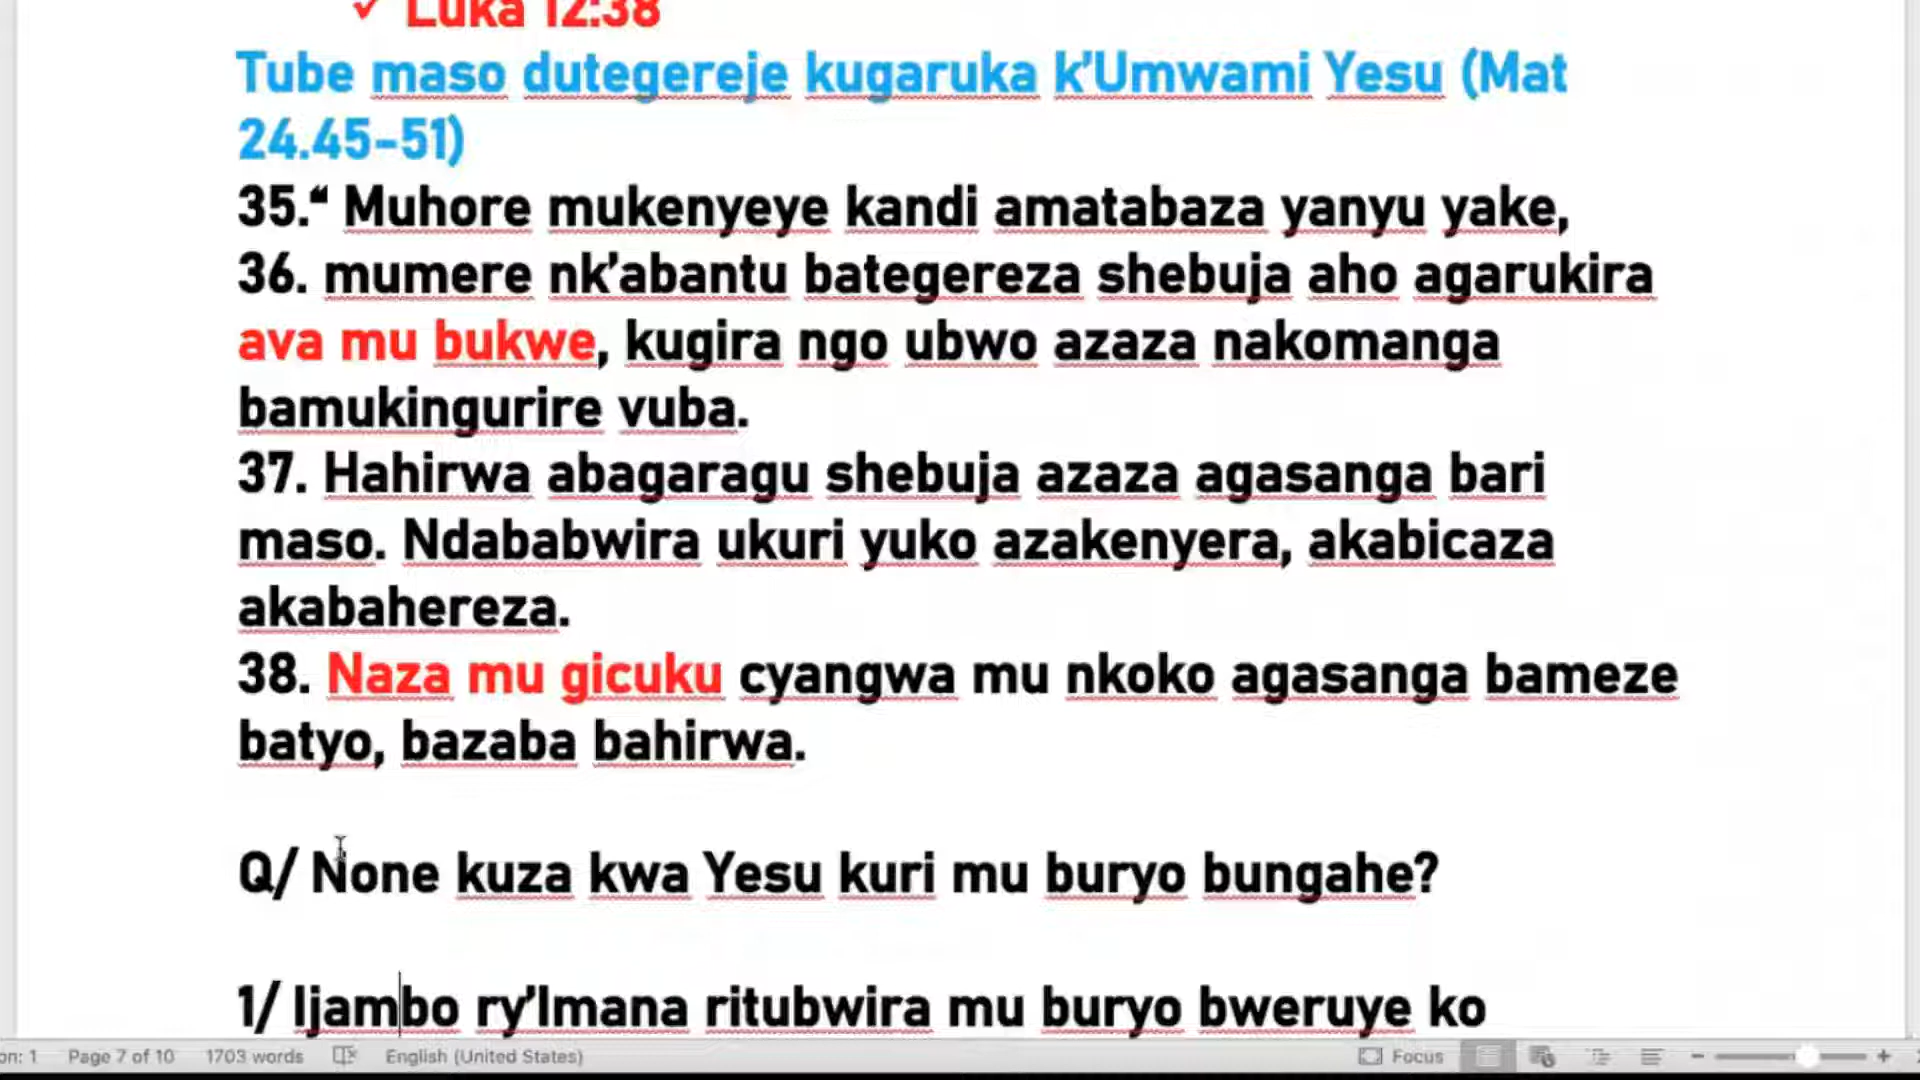 ✓ Luka 12:38
Tube maso dutegereje kugaruka k’Umwami Yesu (Mat
24.45-51)
35.“ Muhore mukenyeye kandi amatabaza yanyu yake,
36. mumere nk’abantu bategereza shebuja aho agarukira
ava mu bukwe, kugira ngo ubwo azaza nakomanga
bamukingurire vuba.
37. Hahirwa abagaragu shebuja azaza agasanga bari
maso. Ndababwira ukuri yuko azakenyera, akabicaza
akabahereza.
38. Naza mu gicuku cyangwa mu nkoko agasanga bameze
batyo, bazaba bahirwa.
Q/ None kuza kwa Yesu kuri mu buryo bungahe?
1/ Ijambo ry’Imana ritubwira mu buryo bweruye ko
on: 1 Page 7 of 10 1703 words English (United States) Focus